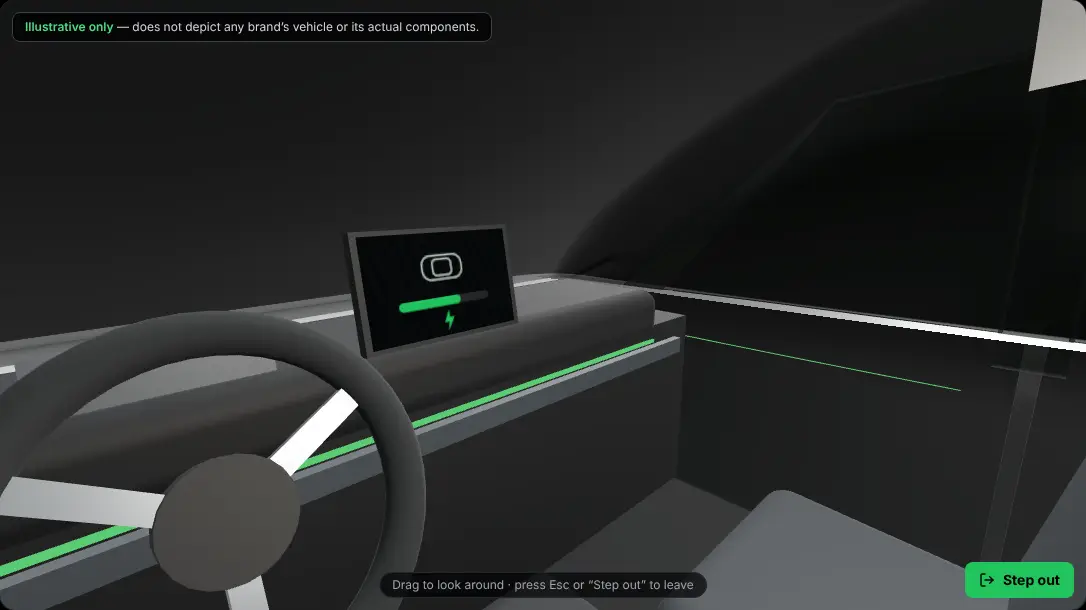 Illustrative only — does not depict any brand’s vehicle or its actual components.
Drag to look around · press Esc or “Step out” to leave
Step out